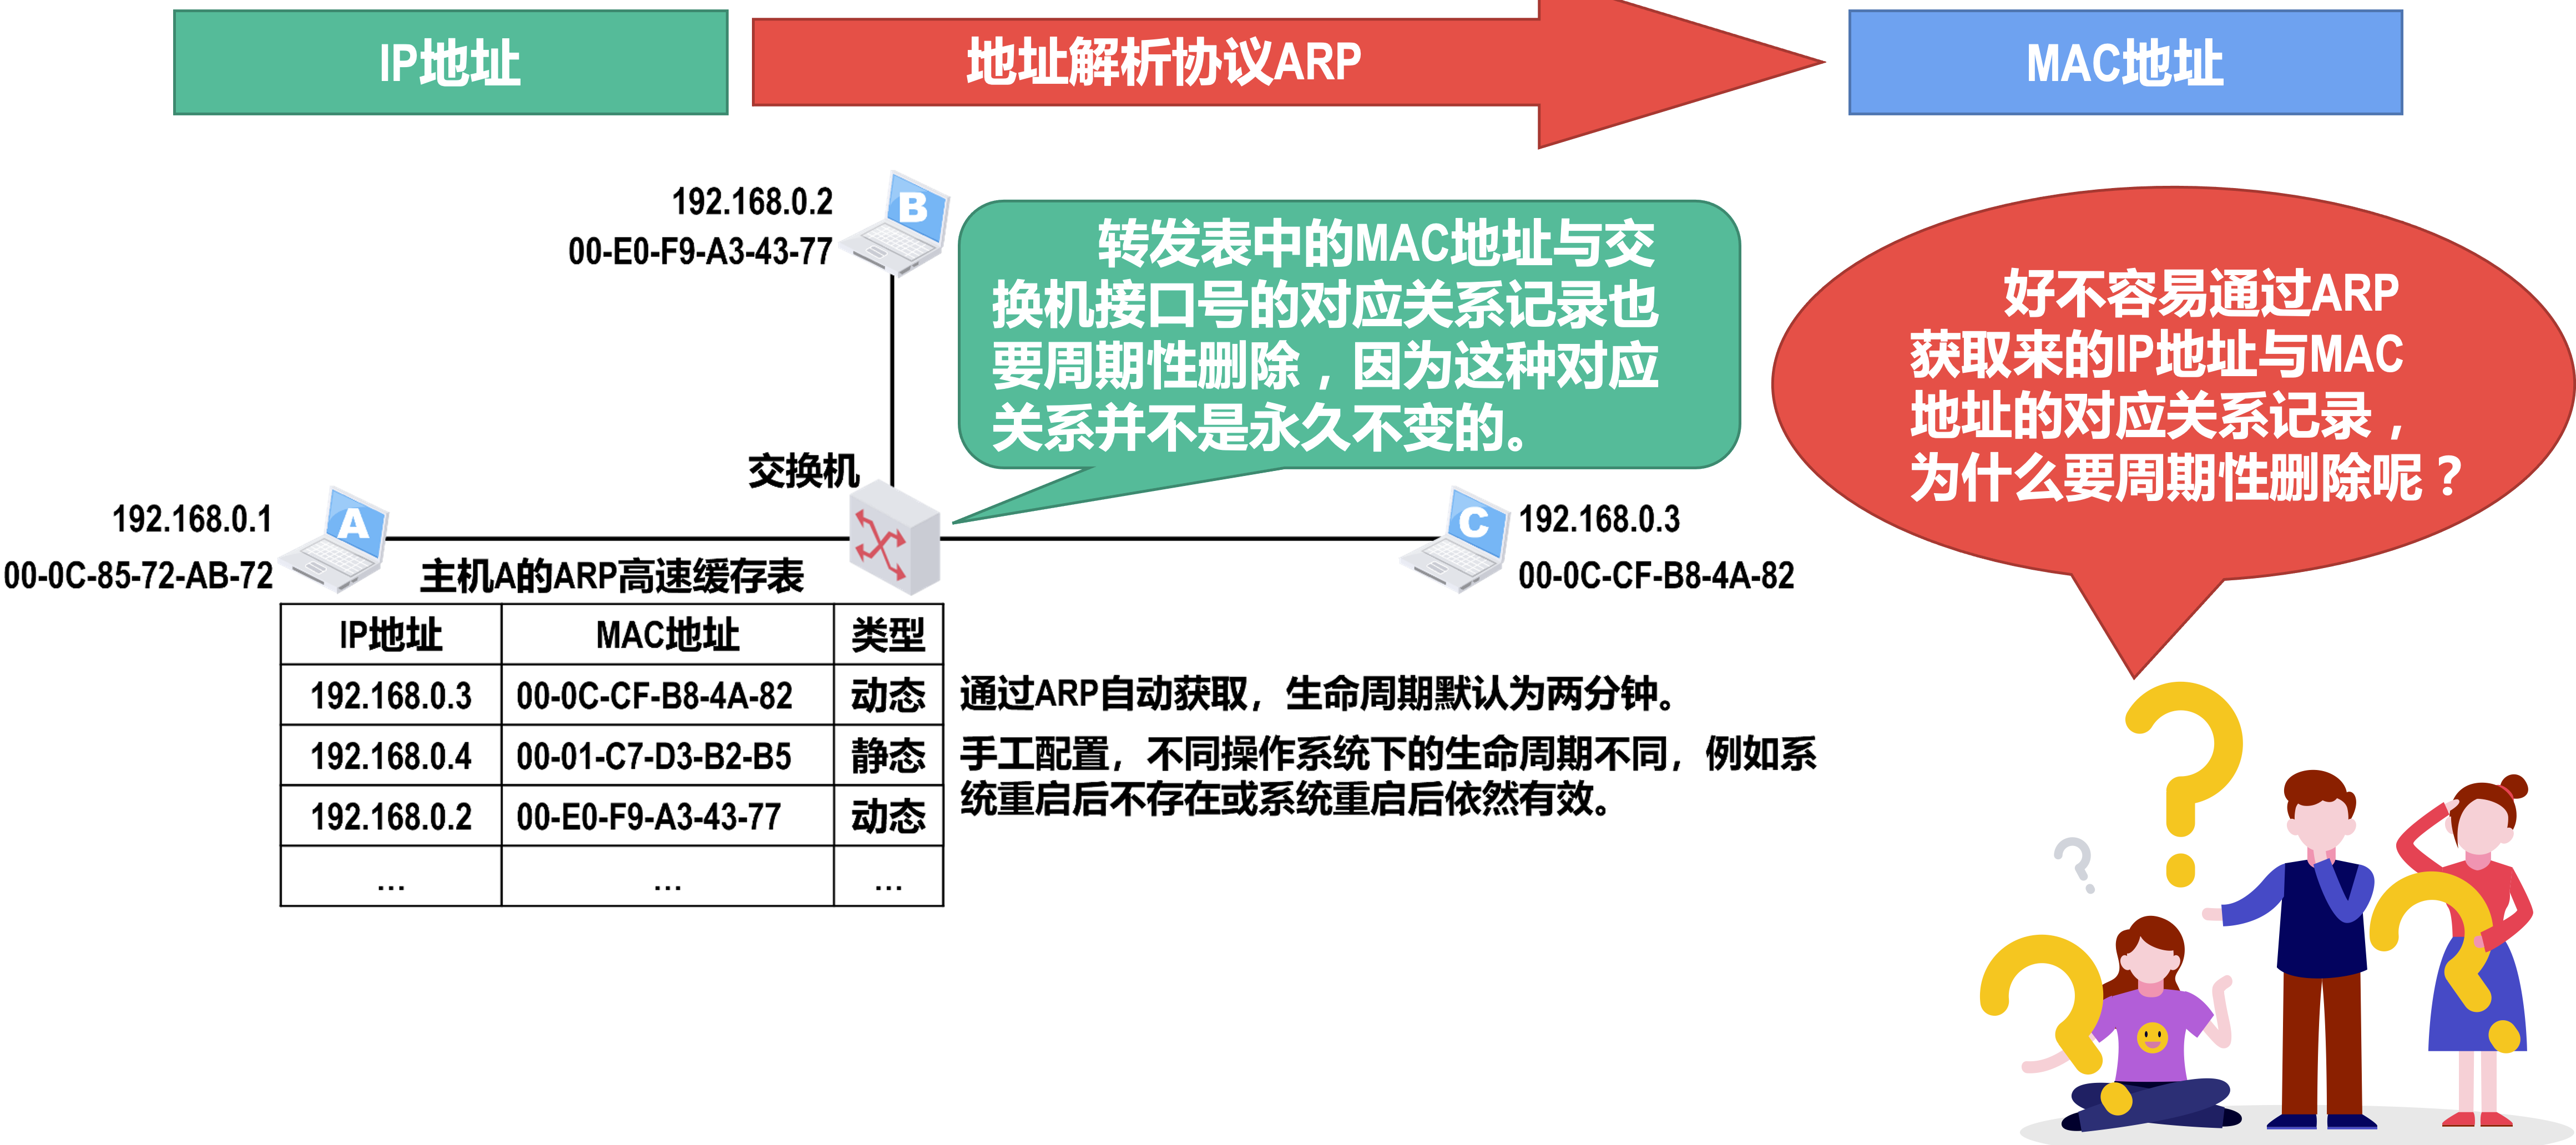 IP地址
地址解析协议ARP
MAC地址
192.168.0.2
00-E0-F9-A3-43-77
B
转发表中的MAC地址与交
换机接口号的对应关系记录也
要周期性删除，因为这种对应
关系并不是永久不变的。
好不容易通过ARP
获取来的IP地址与MAC
地址的对应关系记录，
为什么要周期性删除呢？
交换机
192.168.0.1
00-0C-85-72-AB-72
A
C
192.168.0.3
00-0C-CF-B8-4A-82
主机A的ARP高速缓存表
IP地址 MAC地址 类型
192.168.0.3 00-0C-CF-B8-4A-82 动态
通过ARP自动获取，生命周期默认为两分钟。
192.168.0.4 00-01-C7-D3-B2-B5 静态
手工配置，不同操作系统下的生命周期不同，例如系
统重启后不存在或系统重启后依然有效。
192.168.0.2 00-E0-F9-A3-43-77 动态
… … …